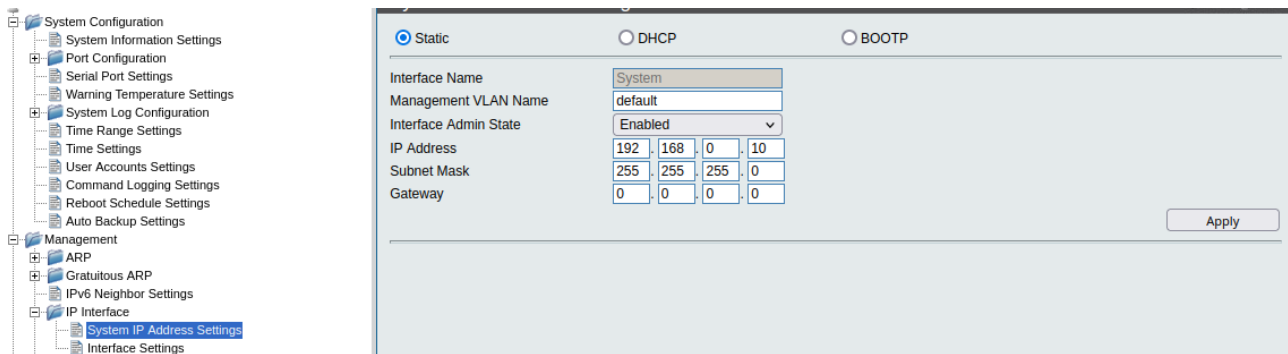 System Configuration
System Information Settings
Port Configuration
Serial Port Settings
Warning Temperature Settings
System Log Configuration
Time Range Settings
Time Settings
User Accounts Settings
Command Logging Settings
Reboot Schedule Settings
Auto Backup Settings
Management
ARP
Gratuitous ARP
IPv6 Neighbor Settings
IP Interface
System IP Address Settings
Interface Settings
Static DHCP BOOTP
Interface Name System
Management VLAN Name default
Interface Admin State Enabled
IP Address 192 . 168 . 0 . 10
Subnet Mask 255 . 255 . 255 . 0
Gateway 0 . 0 . 0 . 0
Apply